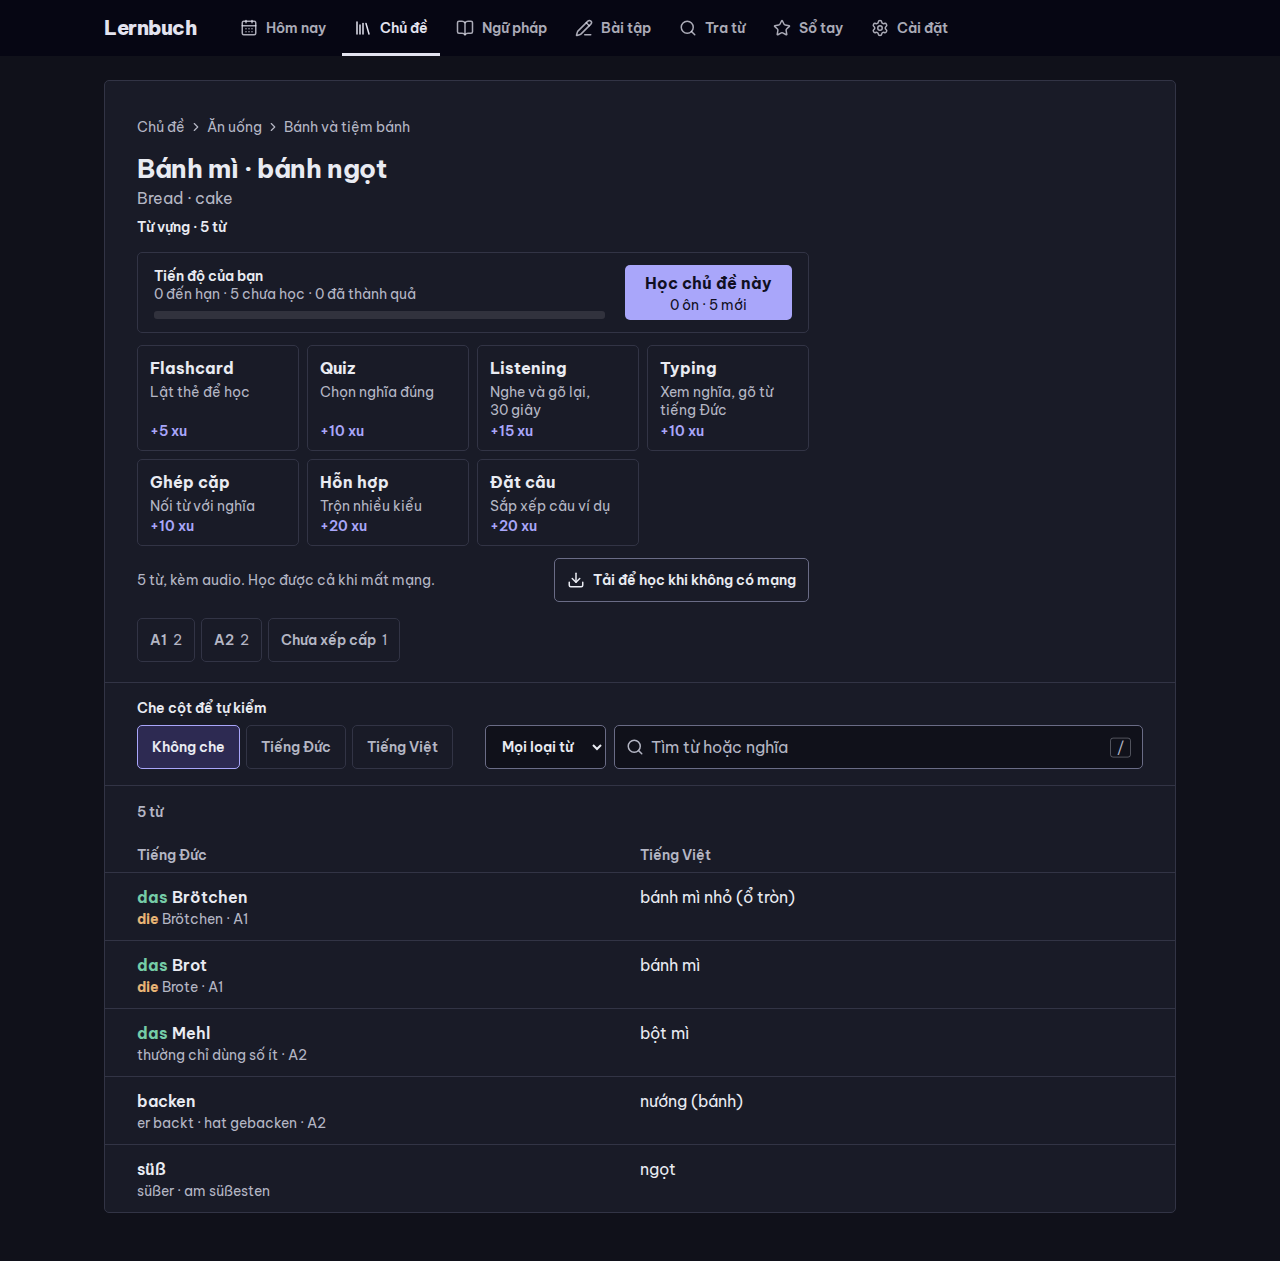 Lernbuch
Hôm nay
Chủ đề
Ngữ pháp
Bài tập
Tra từ
Sổ tay
Cài đặt
Chủ đề > Ăn uống > Bánh và tiệm bánh
Bánh mì · bánh ngọt
Bread · cake
Từ vựng · 5 từ
Tiến độ của bạn
0 đến hạn · 5 chưa học · 0 đã thành quả
Học chủ đề này
0 ôn · 5 mới
Flashcard
Lật thẻ để học
+5 xu
Quiz
Chọn nghĩa đúng
+10 xu
Listening
Nghe và gõ lại,
30 giây
+15 xu
Typing
Xem nghĩa, gõ từ
tiếng Đức
+10 xu
Ghép cặp
Nối từ với nghĩa
+10 xu
Hỗn hợp
Trộn nhiều kiểu
+20 xu
Đặt câu
Sắp xếp câu ví dụ
+20 xu
5 từ, kèm audio. Học được cả khi mất mạng.
Tải để học khi không có mạng
A1 2
A2 2
Chưa xếp cấp 1
Che cột để tự kiểm
Không che
Tiếng Đức
Tiếng Việt
Mọi loại từ
Tìm từ hoặc nghĩa
/
5 từ
Tiếng Đức
Tiếng Việt
das Brötchen
bánh mì nhỏ (ổ tròn)
die Brötchen · A1
das Brot
bánh mì
die Brote · A1
das Mehl
bột mì
thường chỉ dùng số ít · A2
backen
nướng (bánh)
er backt · hat gebacken · A2
süß
ngọt
süßer · am süßesten